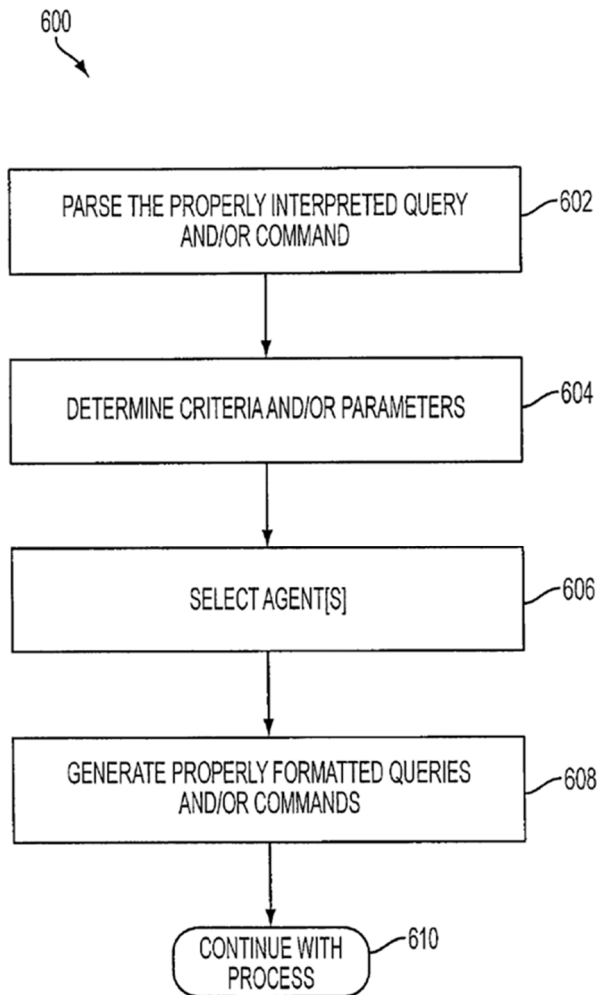 600
PARSE THE PROPERLY INTERPRETED QUERY
AND/OR COMMAND
602
DETERMINE CRITERIA AND/OR PARAMETERS
604
SELECT AGENT[S]
606
GENERATE PROPERLY FORMATTED QUERIES
AND/OR COMMANDS
608
CONTINUE WITH
PROCESS
610